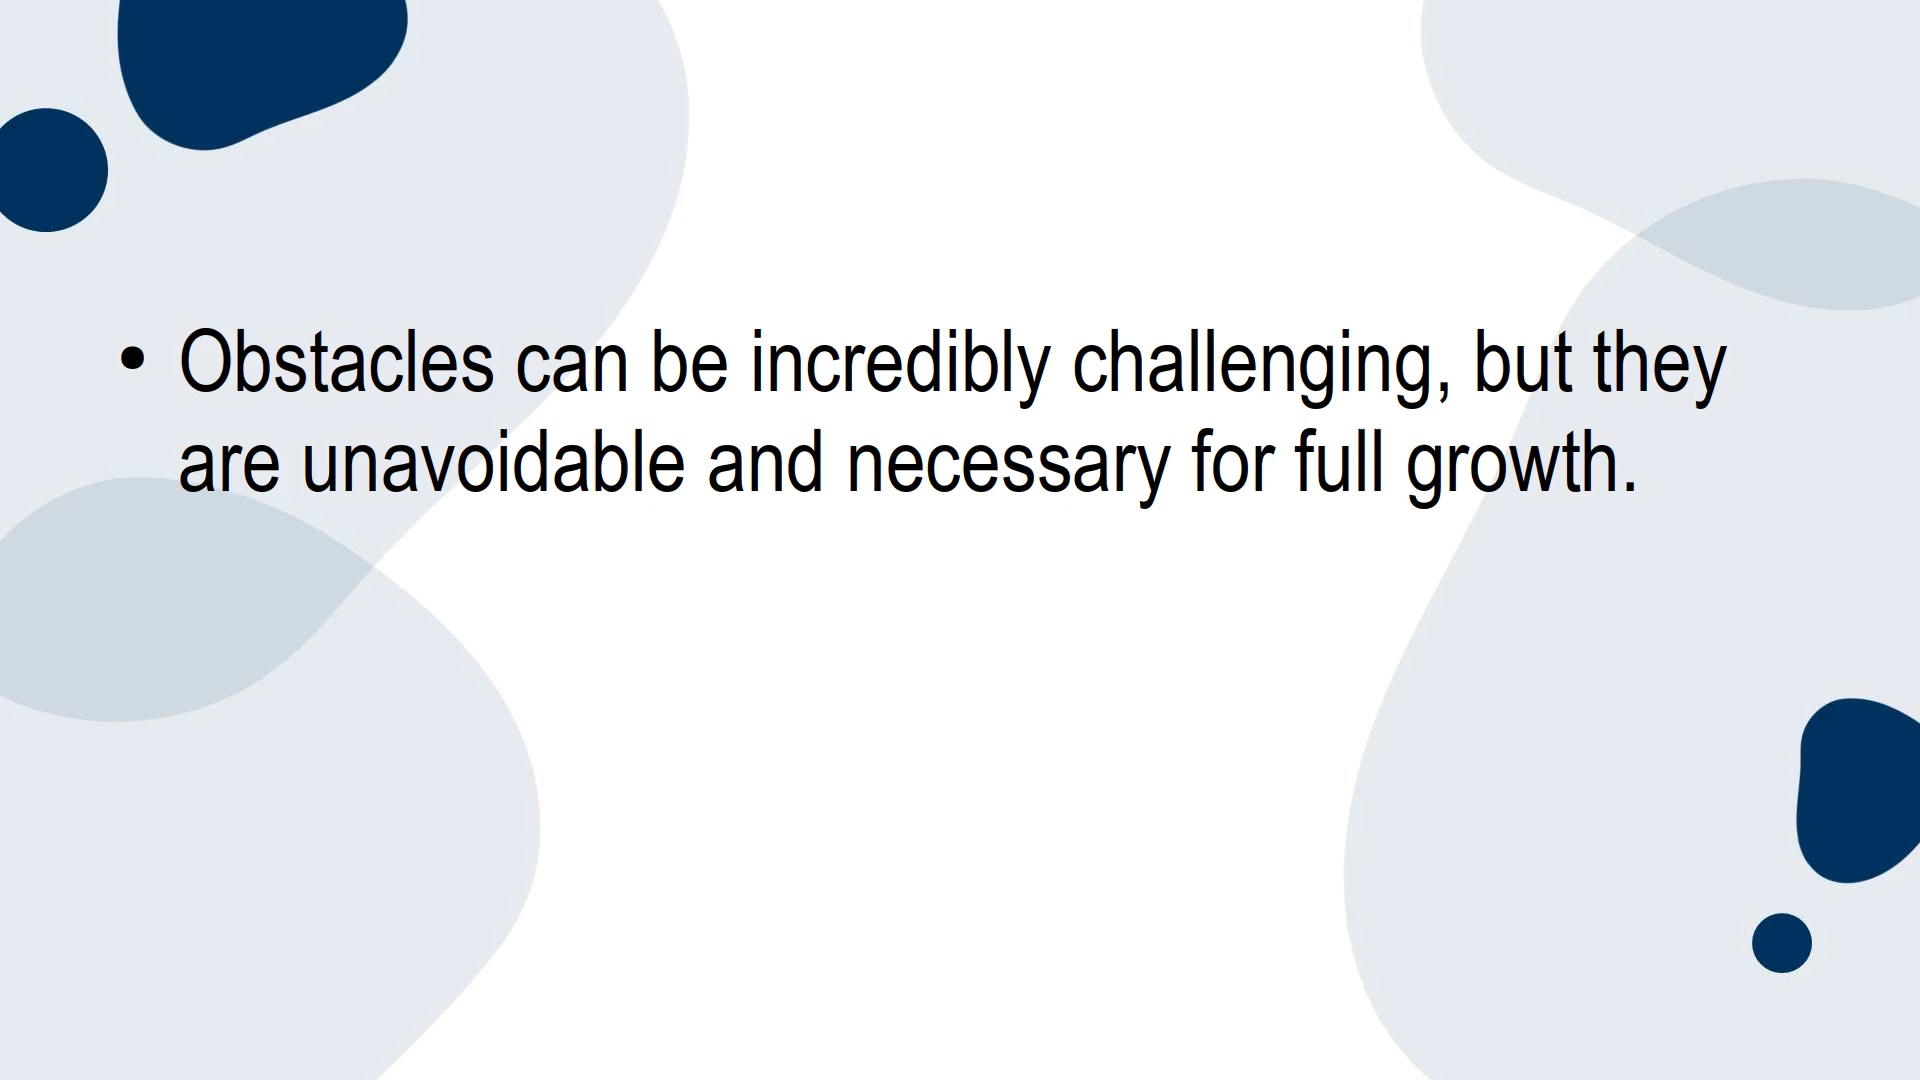 • Obstacles can be incredibly challenging, but they
are unavoidable and necessary for full growth.